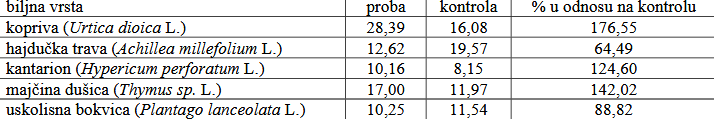 biljna vrsta proba kontrola % u odnosu na kontrolu
kopriva (Urtica dioica L.) 28,39 16,08 176,55
hajdučka trava (Achillea millefolium L.) 12,62 19,57 64,49
kantarion (Hypericum perforatum L.) 10,16 8,15 124,60
majčina dušica (Thymus sp. L.) 17,00 11,97 142,02
uskolisna bokvica (Plantago lanceolata L.) 10,25 11,54 88,82